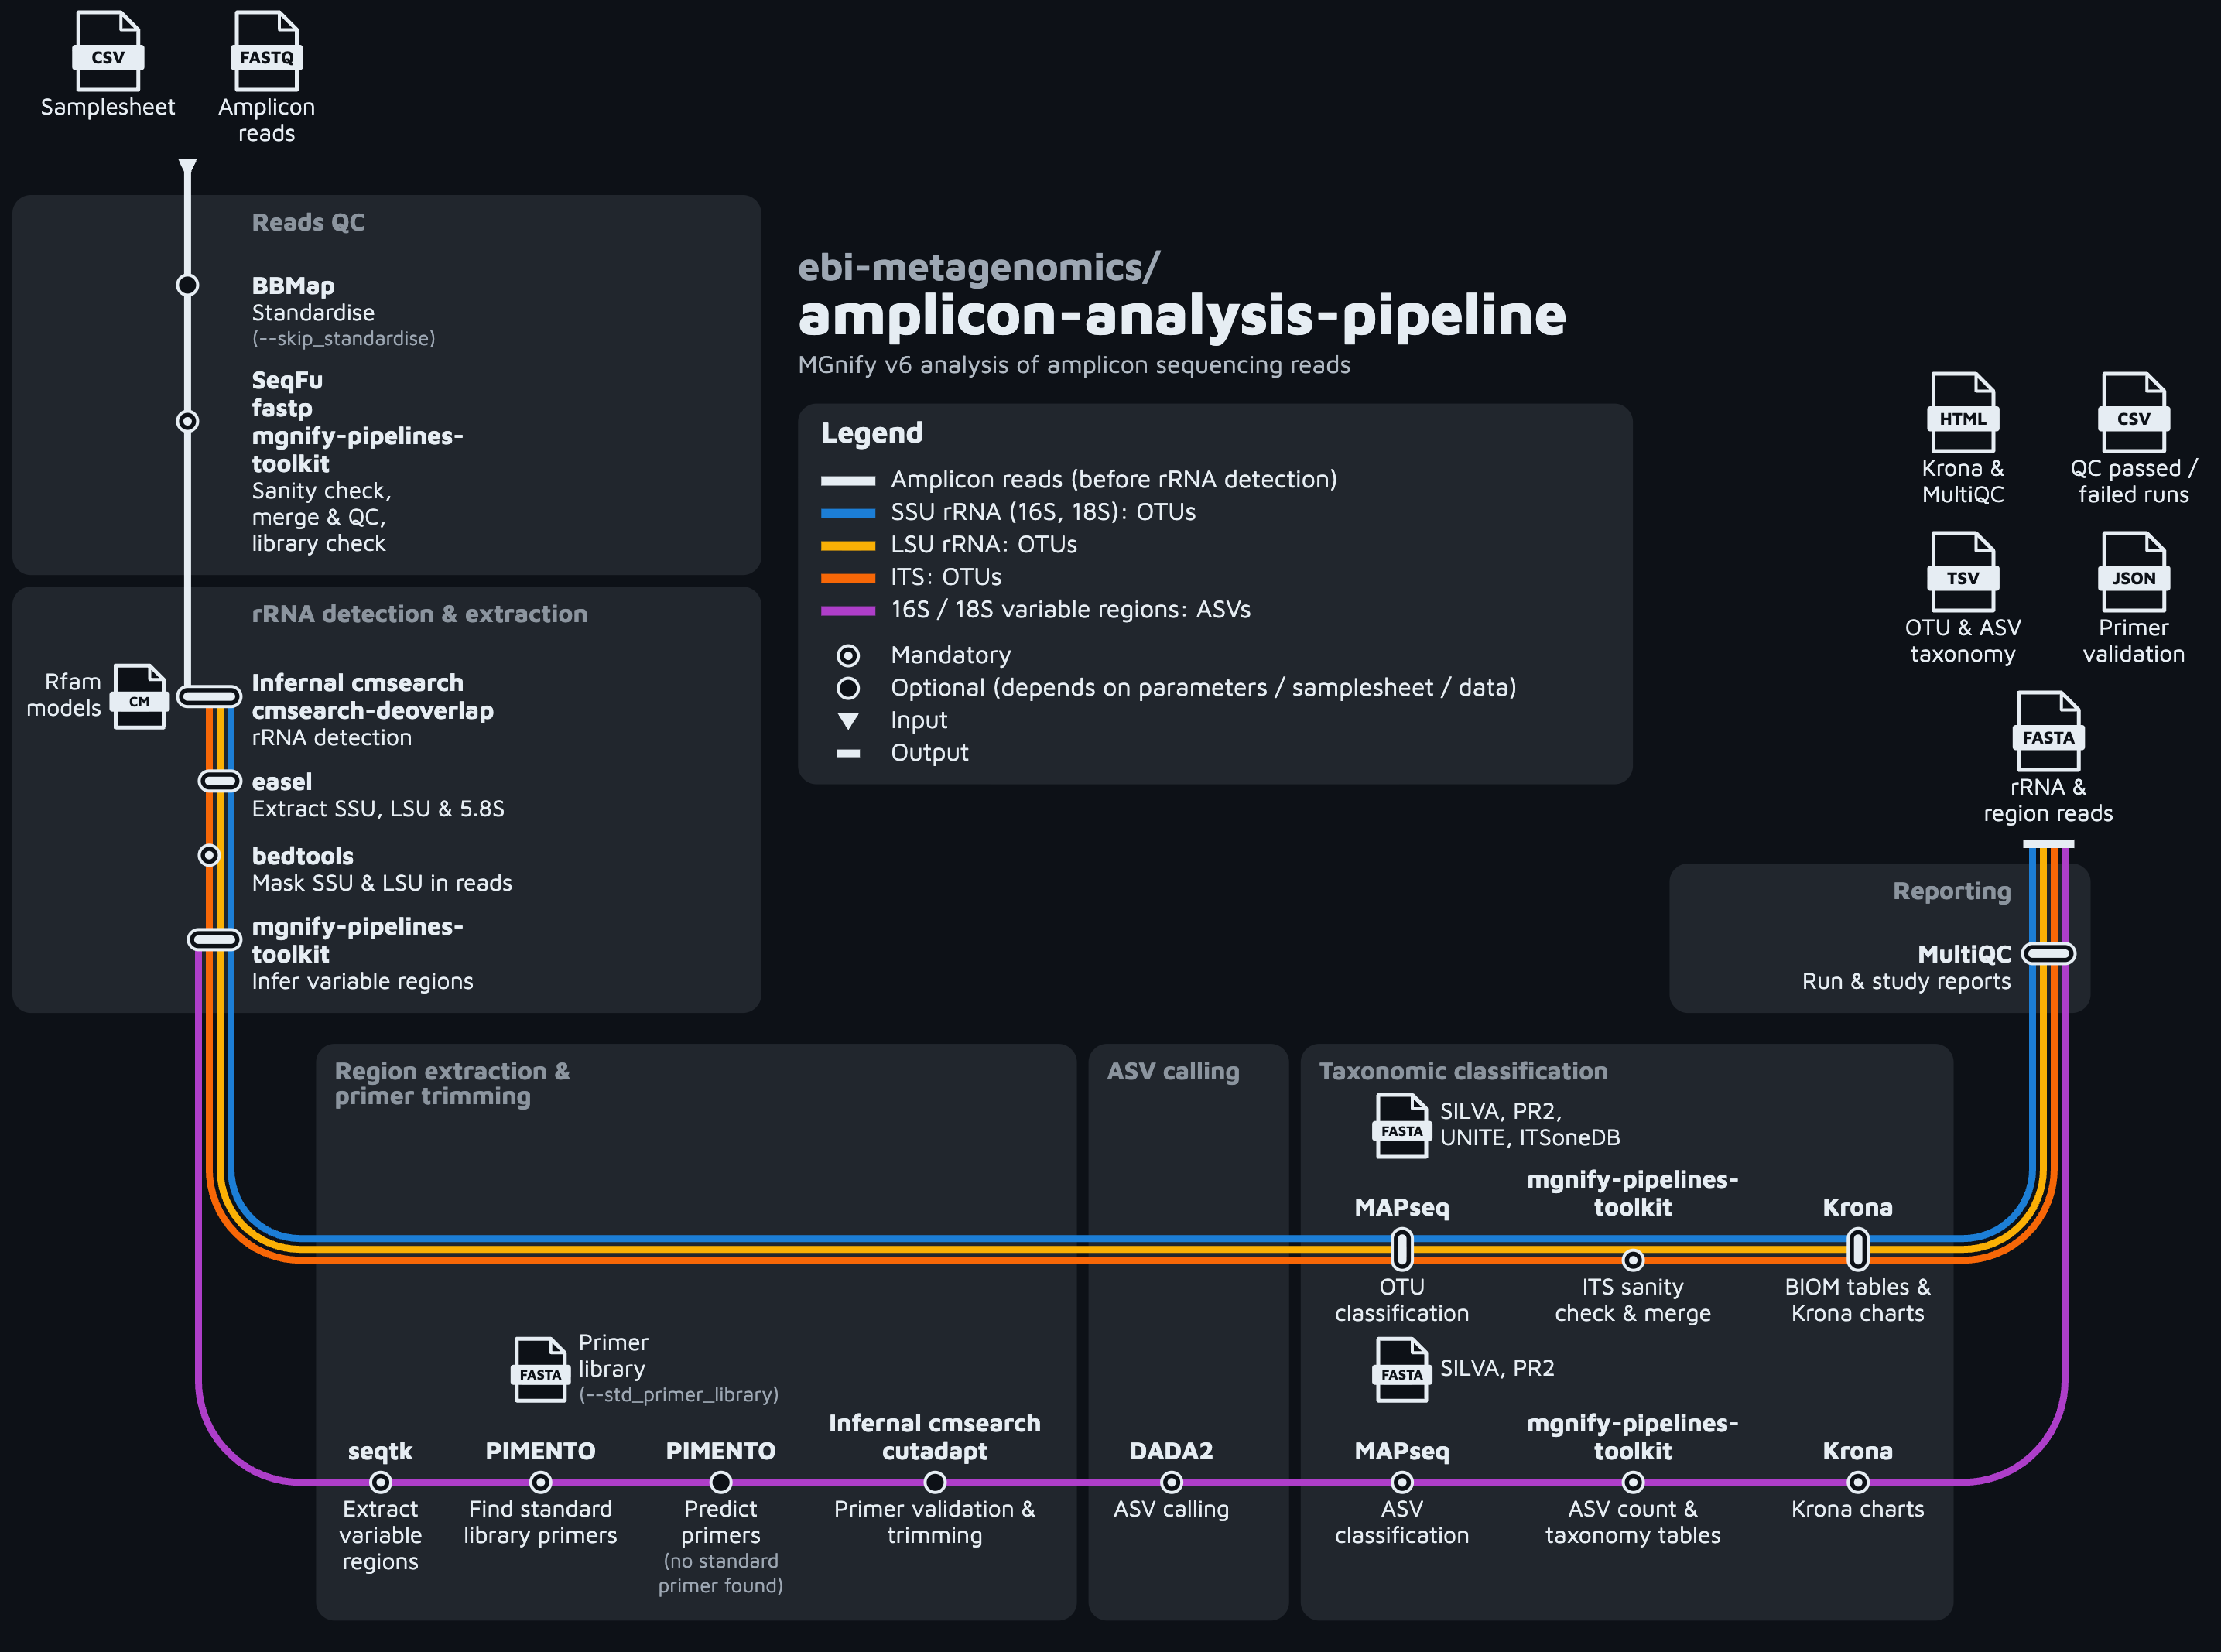 CSV
Samplesheet
FASTQ
Amplicon
reads
Reads QC
BBMap
Standardise
(--skip_standardise)
SeqFu
fastp
mgnify-pipelines-
toolkit
Sanity check,
merge & QC,
library check
rRNA detection & extraction
Rfam
models
CM
Infernal cmsearch
cmsearch-deoverlap
rRNA detection
easel
Extract SSU, LSU & 5.8S
bedtools
Mask SSU & LSU in reads
mgnify-pipelines-
toolkit
Infer variable regions
ebi-metagenomics/
amplicon-analysis-pipeline
MGnify v6 analysis of amplicon sequencing reads
Legend
Amplicon reads (before rRNA detection)
SSU rRNA (16S, 18S): OTUs
LSU rRNA: OTUs
ITS: OTUs
16S / 18S variable regions: ASVs
Mandatory
Optional (depends on parameters / samplesheet / data)
Input
Output
HTML
Krona &
MultiQC
CSV
QC passed /
failed runs
TSV
OTU & ASV
taxonomy
JSON
Primer
validation
FASTA
rRNA &
region reads
Reporting
MultiQC
Run & study reports
Region extraction &
primer trimming
ASV calling
Taxonomic classification
FASTA
SILVA, PR2,
UNITE, ITSoneDB
MAPseq
OTU
classification
mgnify-pipelines-
toolkit
ITS sanity
check & merge
Krona
BIOM tables &
Krona charts
FASTA
Primer
library
(--std_primer_library)
FASTA
SILVA, PR2
seqtk
Extract
variable
regions
PIMENTO
Find standard
library primers
PIMENTO
Predict
primers
(no standard
primer found)
Infernal cmsearch
cutadapt
Primer validation &
trimming
DADA2
ASV calling
MAPseq
ASV
classification
mgnify-pipelines-
toolkit
ASV count &
taxonomy tables
Krona
Krona charts